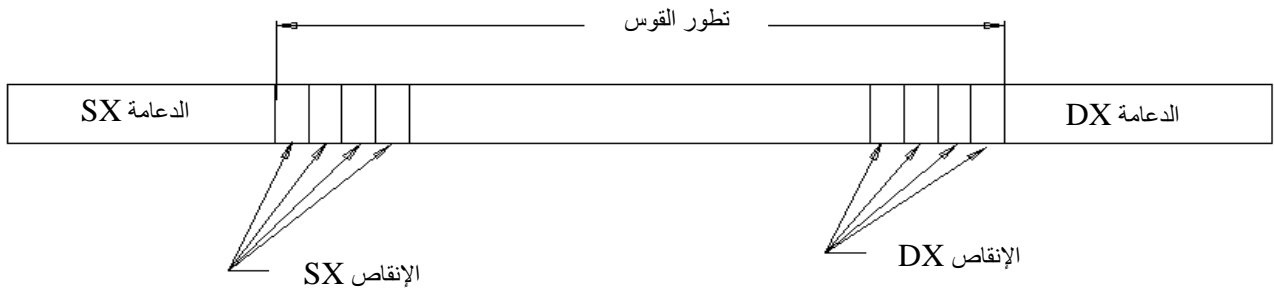 تطور القوس
الدعامة SX
الدعامة DX
الإنقاص SX
الإنقاص DX